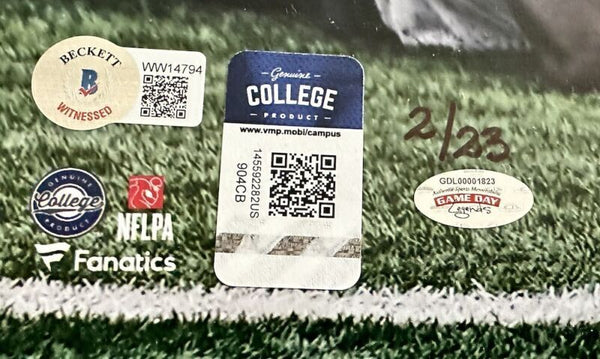 BECKETT
B
WITNESSED
WW14794
Genuine
COLLEGE
PRODUCT
www.vmp.mobi/campus
145592282US
904CB
2/23
GDL00001823
Authentic Sports Memorabilia
GAME DAY
Legends
GENUINE
College
PRODUCT
NFLPA
Fanatics